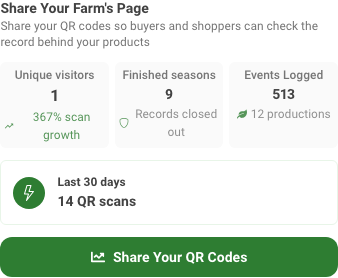 Share Your Farm's Page
Share your QR codes so buyers and shoppers can check the
record behind your products
Unique visitors
1
367% scan
growth
Finished seasons
9
Records closed
out
Events Logged
513
12 productions
Last 30 days
14 QR scans
Share Your QR Codes